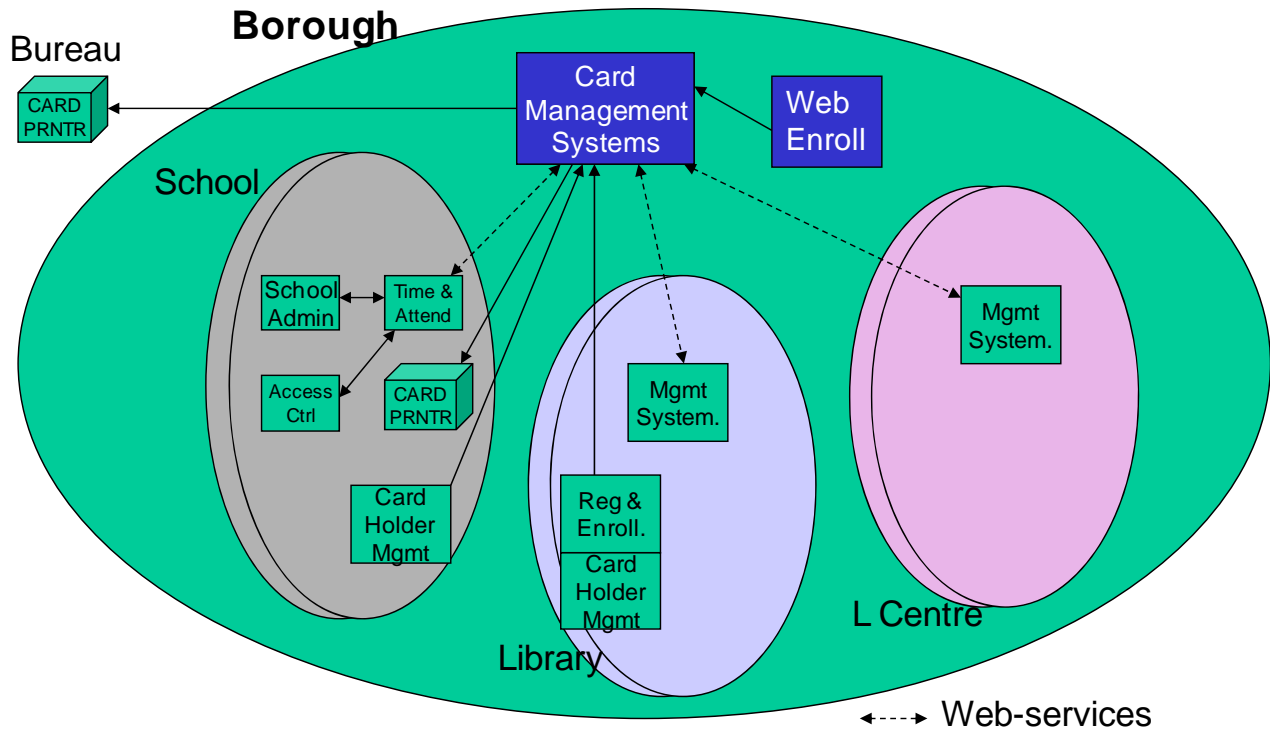 Borough
Bureau
CARD
PRNTR
Card
Management
Systems
Web
Enroll
School
School
Admin
Time &
Attend
Access
Ctrl
CARD
PRNTR
Card
Holder
Mgmt
Mgmt
System.
Reg &
Enroll.
Card
Holder
Mgmt
Library
Mgmt
System.
L Centre
Web-services